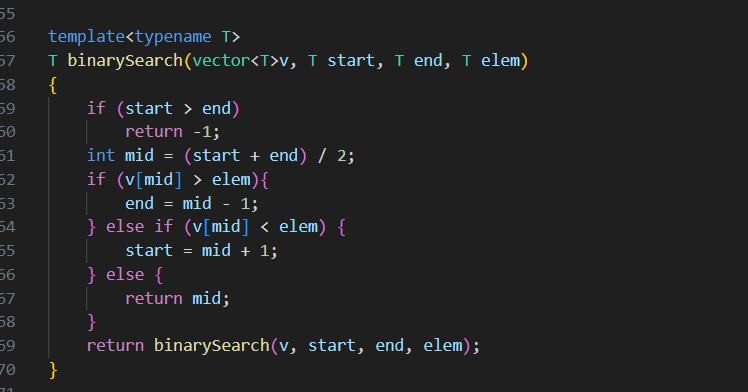 55
56 template<typename T>
57 T binarySearch(vector<T>v, T start, T end, T elem)
58 {
59     if (start > end)
60         return -1;
61     int mid = (start + end) / 2;
62     if (v[mid] > elem){
63         end = mid - 1;
64     } else if (v[mid] < elem) {
65         start = mid + 1;
66     } else {
67         return mid;
68     }
69     return binarySearch(v, start, end, elem);
70 }
71